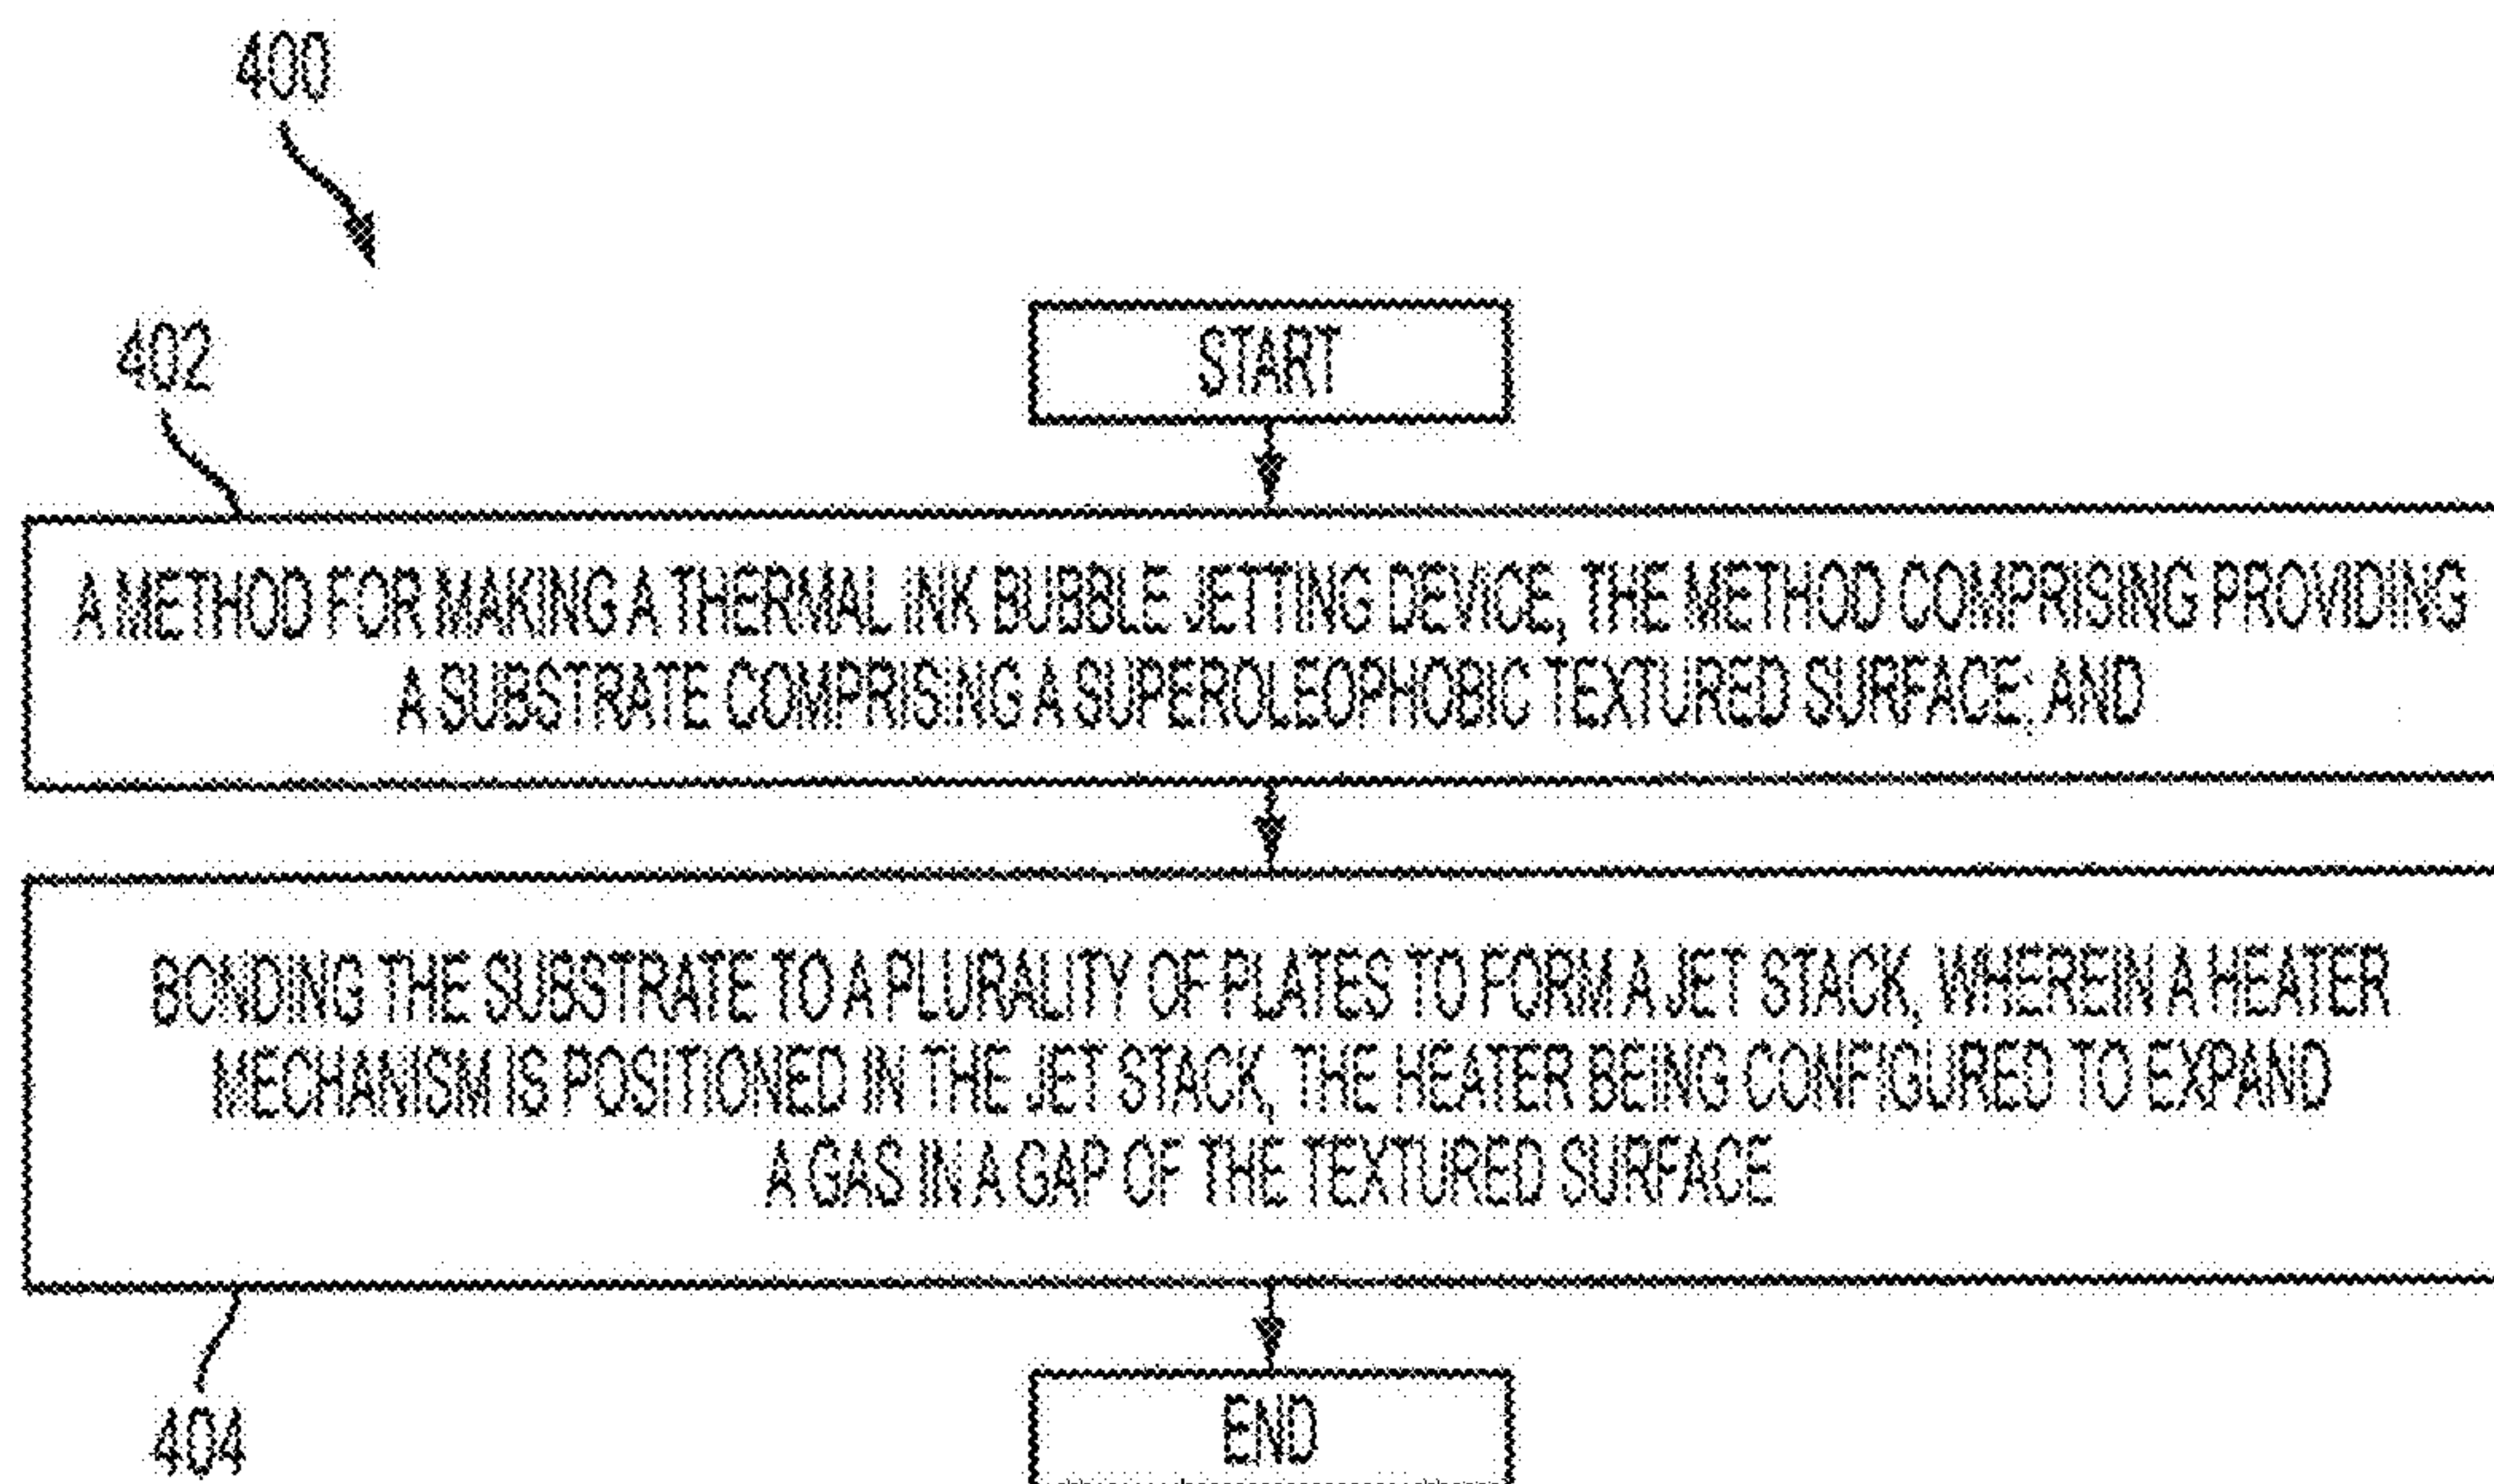 400
402
START
A METHOD FOR MAKING A THERMAL INK BUBBLE JETTING DEVICE, THE METHOD COMPRISING PROVIDING
A SUBSTRATE COMPRISING A SUPEROLEOPHOBIC TEXTURED SURFACE; AND
BONDING THE SUBSTRATE TO A PLURALITY OF PLATES TO FORM A JET STACK, WHEREIN A HEATER
MECHANISM IS POSITIONED IN THE JET STACK, THE HEATER BEING CONFIGURED TO EXPAND
A GAS IN A GAP OF THE TEXTURED SURFACE
404
END